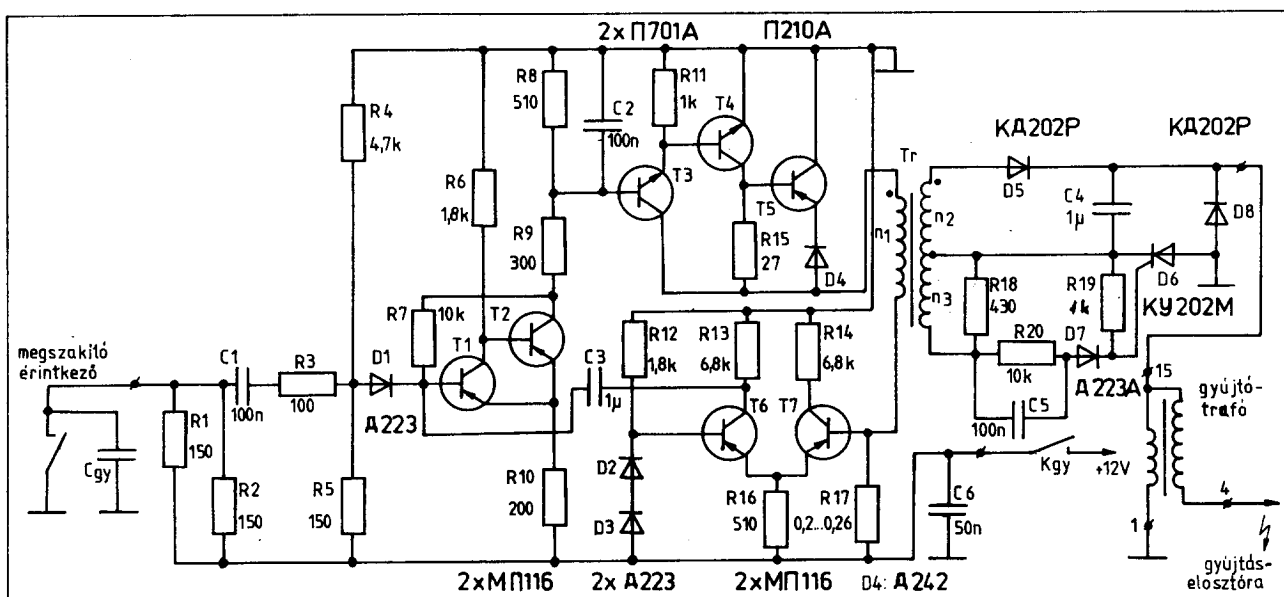 2x П701A
П210A
R4
4,7k
R8
510
C2
100n
R11
1k
T4
T3
R6
1,8k
R9
300
T5
R15
27
D4
КД202Р
КД202Р
Tr
D5
C4
1µ
D8
n1
n2
n3
R18
430
R19
1k
D6
КУ202М
R20
10k
D7
Д223А
C5
100n
R7
10k
T2
T1
C3
1µ
R12
1,8k
R13
6,8k
R14
6,8k
T6
T7
megszakító
érintkező
C1
100n
R3
100
D1
Д223
Cgy
R1
150
R2
150
R5
150
R10
200
D2
D3
R16
510
R17
0,2...0,26
C6
50n
Kgy
+12V
15
gyújtó-
trafó
4
1
gyújtás-
elosztóra
2xМП116
2x Д223
2xМП116
D4: Д242